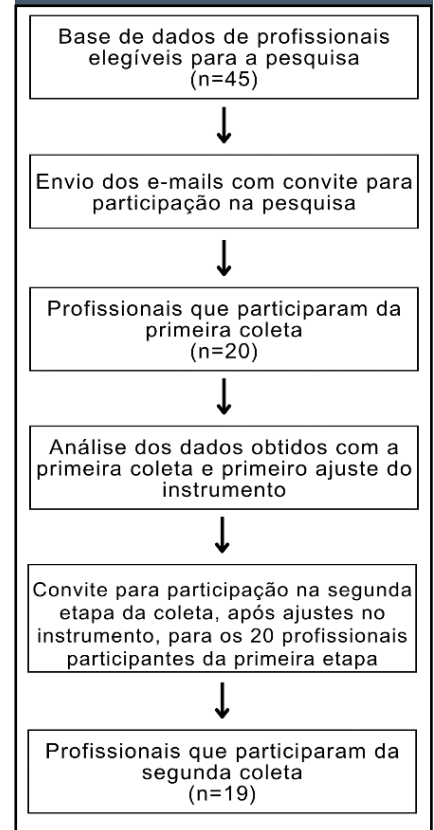 Base de dados de profissionais
elegíveis para a pesquisa
(n=45)
Envio dos e-mails com convite para
participação na pesquisa
Profissionais que participaram da
primeira coleta
(n=20)
Análise dos dados obtidos com a
primeira coleta e primeiro ajuste do
instrumento
Convite para participação na segunda
etapa da coleta, após ajustes no
instrumento, para os 20 profissionais
participantes da primeira etapa
Profissionais que participaram da
segunda coleta
(n=19)